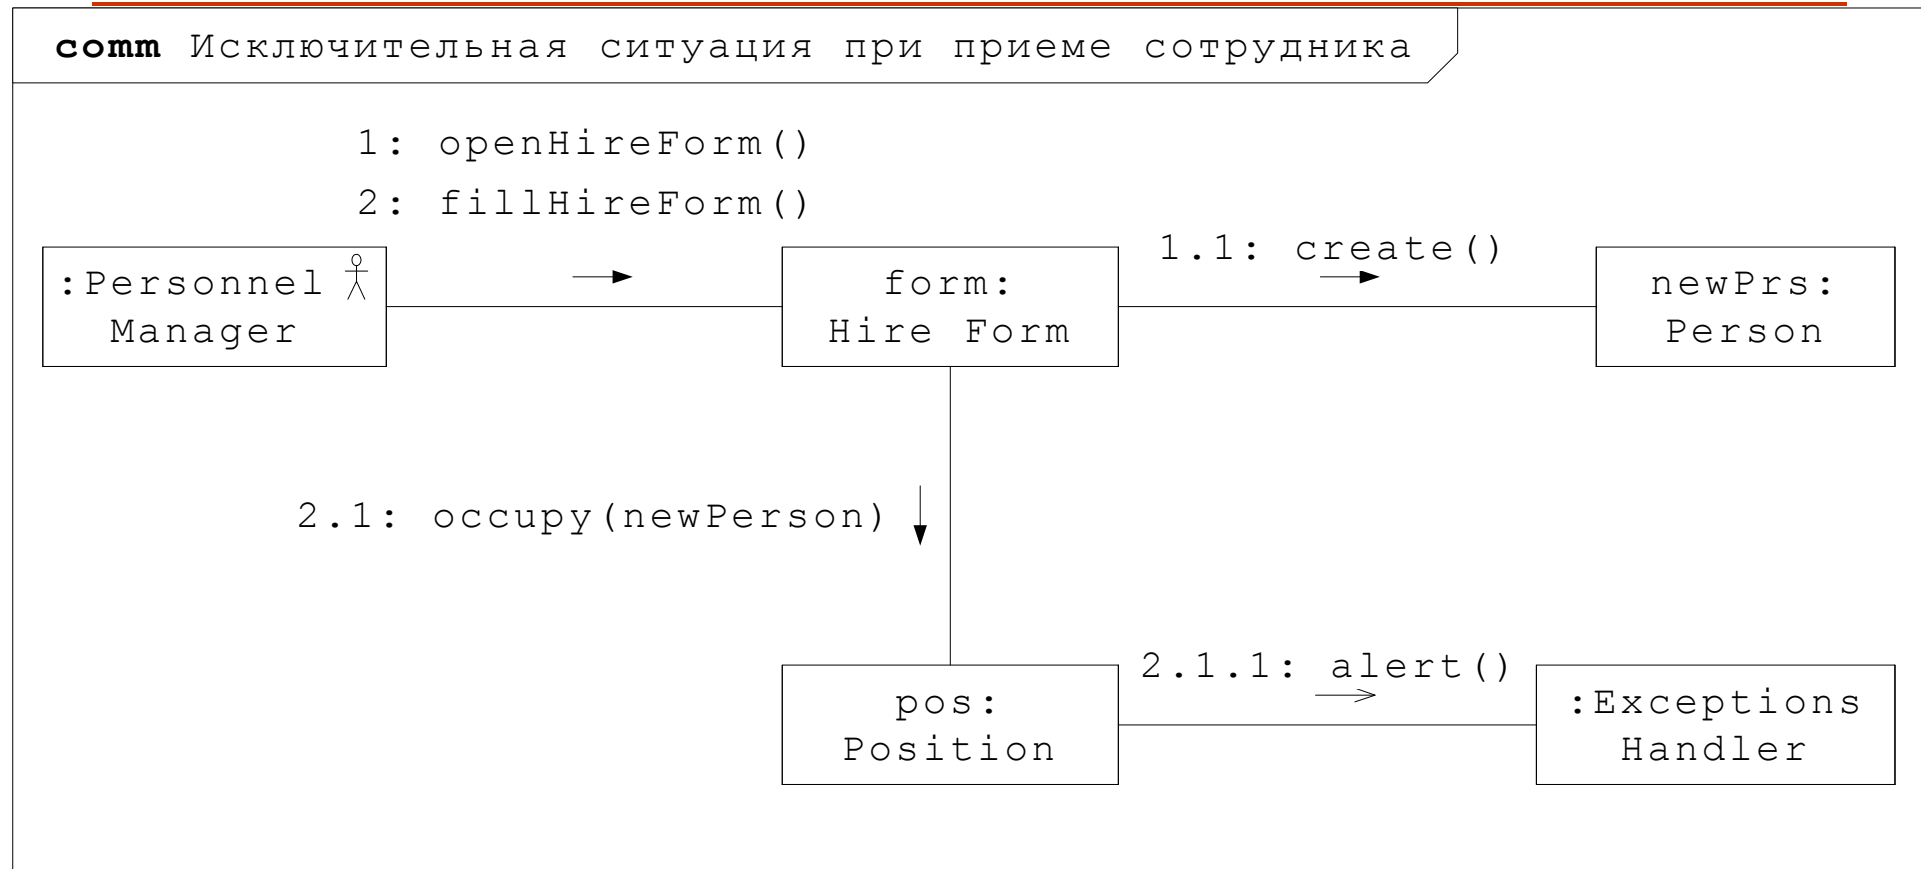 comm Исключительная ситуация при приеме сотрудника
1: openHireForm()
2: fillHireForm()
:Personnel
Manager
form:
Hire Form
1.1: create()
newPrs:
Person
2.1: occupy(newPerson)
pos:
Position
2.1.1: alert()
:Exceptions
Handler